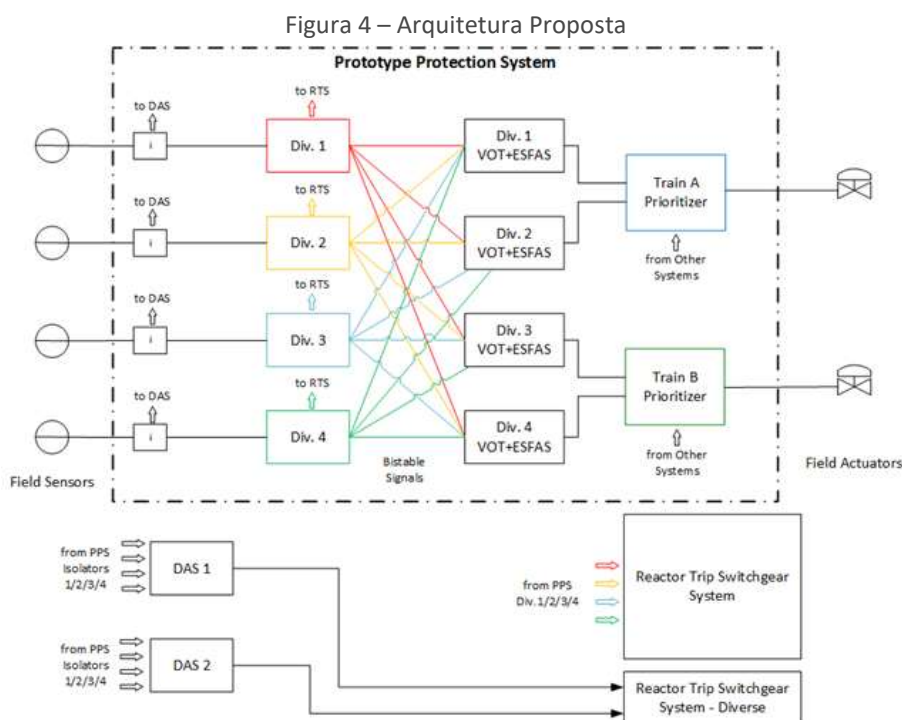 Figura 4 – Arquitetura Proposta
Prototype Protection System
to DAS
i
to RTS
Div. 1
Div. 1
VOT+ESFAS
Train A
Prioritizer
from Other
Systems
to DAS
i
to RTS
Div. 2
Div. 2
VOT+ESFAS
to DAS
i
to RTS
Div. 3
Div. 3
VOT+ESFAS
Train B
Prioritizer
from Other
Systems
to DAS
i
to RTS
Div. 4
Div. 4
VOT+ESFAS
Bistable
Signals
Field Sensors
Field Actuators
from PPS
Isolators
1/2/3/4
DAS 1
from PPS
Div. 1/2/3/4
Reactor Trip Switchgear
System
from PPS
Isolators
1/2/3/4
DAS 2
Reactor Trip Switchgear
System - Diverse